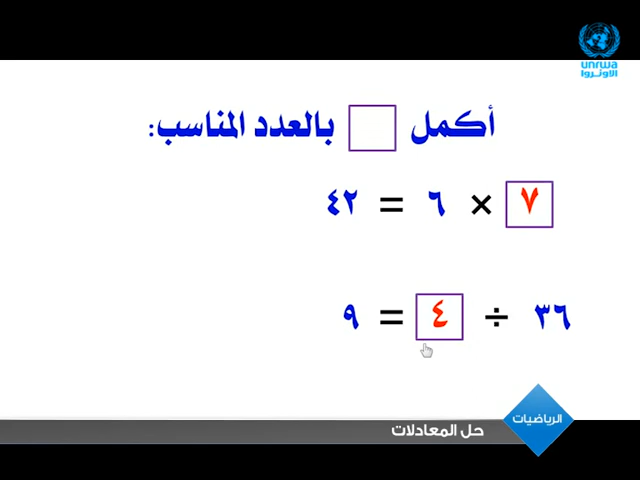 unrwa
الأونروا
أكمل □ بالعدد المناسب:
٧ × ٦ = ٤٢
٣٦ ÷ ٤ = ٩
الرياضيات
حل المعادلات